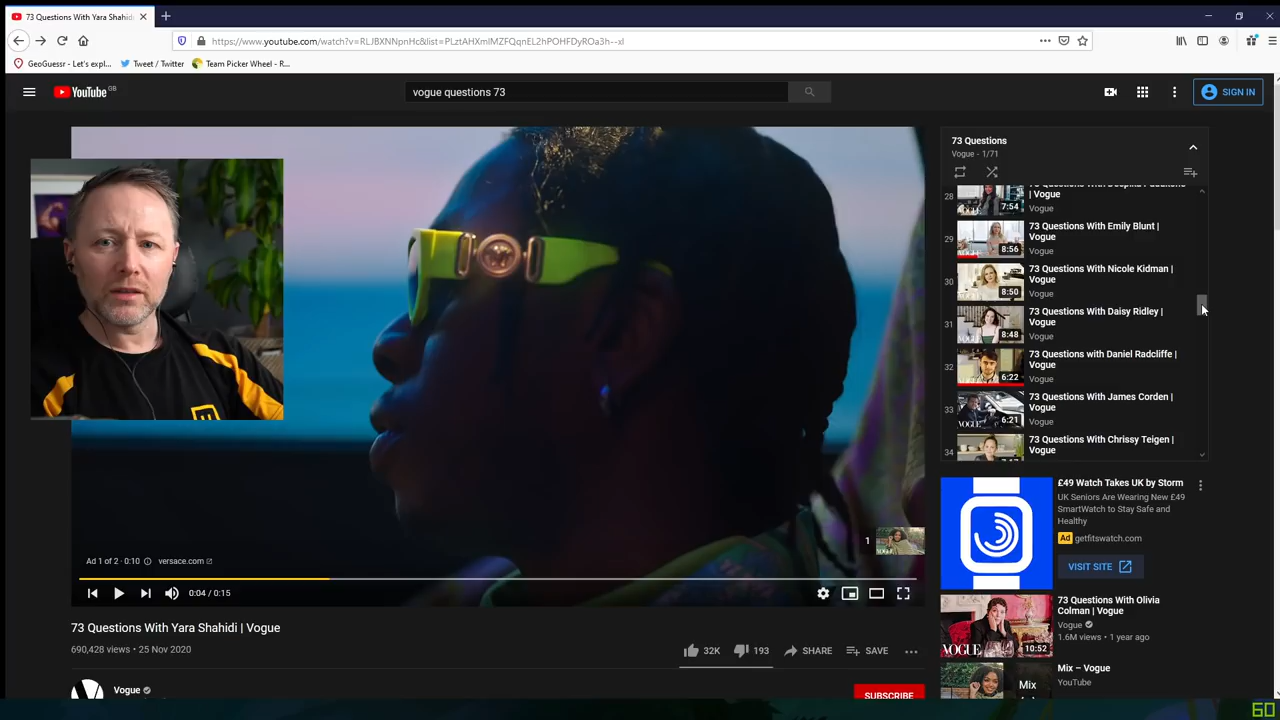 73 Questions With Yara Shahidi
https://www.youtube.com/watch?v=RLJBXNNpnHc&list=PLztAHXmlMZFQqnEL2hPOHFDyROa3h--xl
GeoGuessr - Let's expl...
Tweet / Twitter
Team Picker Wheel - R...
YouTube GB
vogue questions 73
SIGN IN
73 Questions
Vogue - 1/71
28
| Vogue
Vogue
7:54
29
73 Questions With Emily Blunt |
Vogue
Vogue
8:56
30
73 Questions With Nicole Kidman |
Vogue
Vogue
8:50
31
73 Questions With Daisy Ridley |
Vogue
Vogue
8:48
32
73 Questions with Daniel Radcliffe |
Vogue
Vogue
6:22
33
73 Questions With James Corden |
Vogue
Vogue
6:21
34
73 Questions With Chrissy Teigen |
Vogue
Ad 1 of 2 · 0:10
versace.com
1
0:04 / 0:15
£49 Watch Takes UK by Storm
UK Seniors Are Wearing New £49
SmartWatch to Stay Safe and
Healthy
Ad getfitswatch.com
VISIT SITE
73 Questions With Yara Shahidi | Vogue
690,428 views • 25 Nov 2020
32K
193
SHARE
SAVE
Vogue
SUBSCRIBE
73 Questions With Olivia
Colman | Vogue
Vogue
1.6M views • 1 year ago
VOGUE
10:52
Mix – Vogue
YouTube
Mix
60